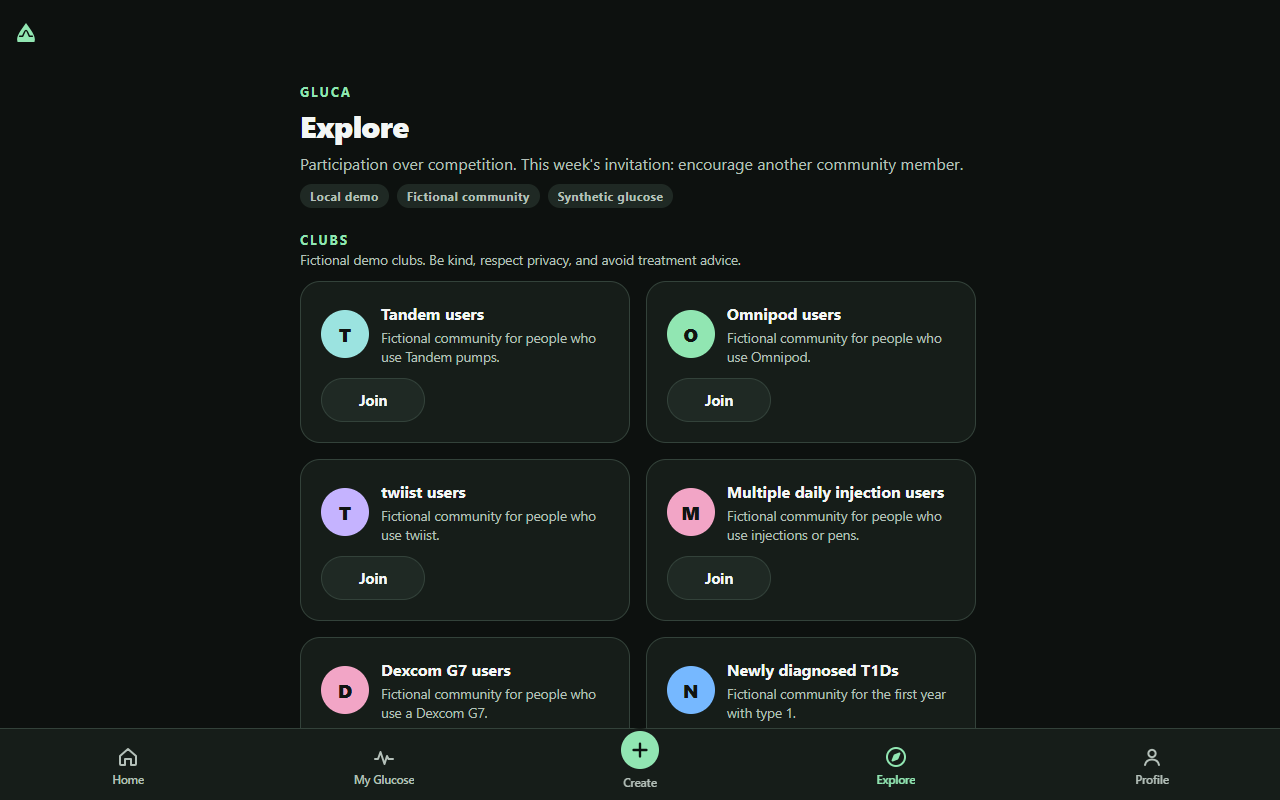 GLUCA
Explore
Participation over competition. This week's invitation: encourage another community member.
Local demo
Fictional community
Synthetic glucose
CLUBS
Fictional demo clubs. Be kind, respect privacy, and avoid treatment advice.
T
Tandem users
Fictional community for people who
use Tandem pumps.
Join
O
Omnipod users
Fictional community for people who
use Omnipod.
Join
T
twiist users
Fictional community for people who
use twiist.
Join
M
Multiple daily injection users
Fictional community for people who
use injections or pens.
Join
D
Dexcom G7 users
Fictional community for people who
use a Dexcom G7.
N
Newly diagnosed T1Ds
Fictional community for the first year
with type 1.
Home
My Glucose
Create
Explore
Profile